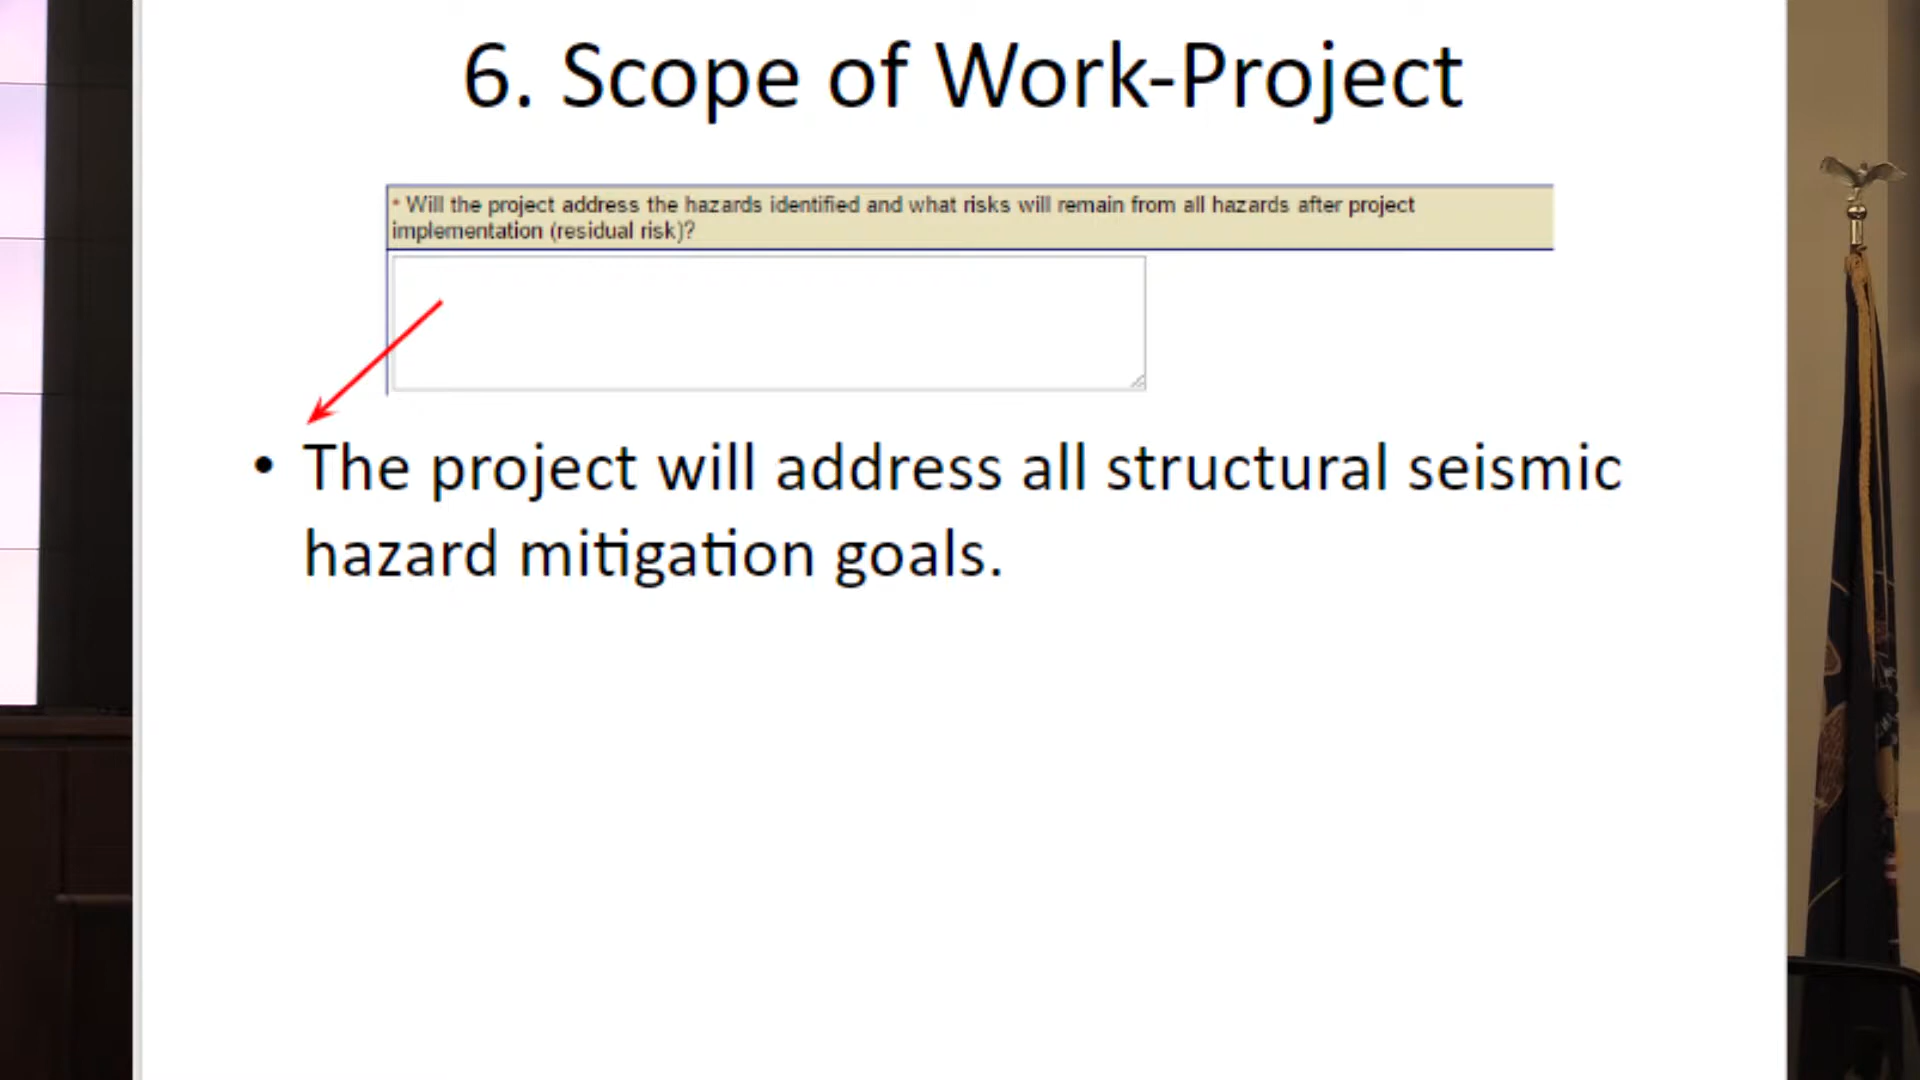 6. Scope of Work-Project
* Will the project address the hazards identified and what risks will remain from all hazards after project
implementation (residual risk)?
• The project will address all structural seismic
hazard mitigation goals.